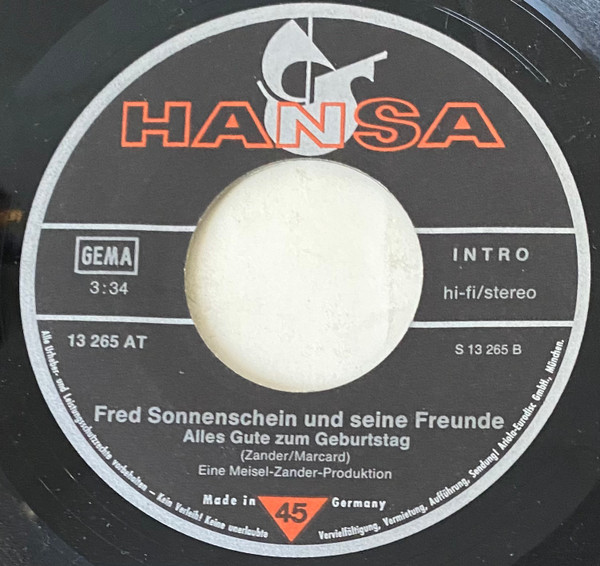 HANSA
GEMA
3:34
INTRO
hi-fi/stereo
13 265 AT
S 13 265 B
Fred Sonnenschein und seine Freunde
Alles Gute zum Geburtstag
(Zander/Marcard)
Eine Meisel-Zander-Produktion
Made in 45 Germany
Alle Urheber- und Leistungsschutzrechte vorbehalten – Kein Verleih! Keine unerlaubte Vervielfältigung, Vermietung, Aufführung, Sendung! Ariola-Eurodisc GmbH., München.